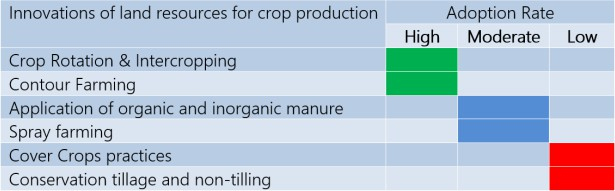 Innovations of land resources for crop production
Adoption Rate
High Moderate Low
Crop Rotation & Intercropping
Contour Farming
Application of organic and inorganic manure
Spray farming
Cover Crops practices
Conservation tillage and non-tilling